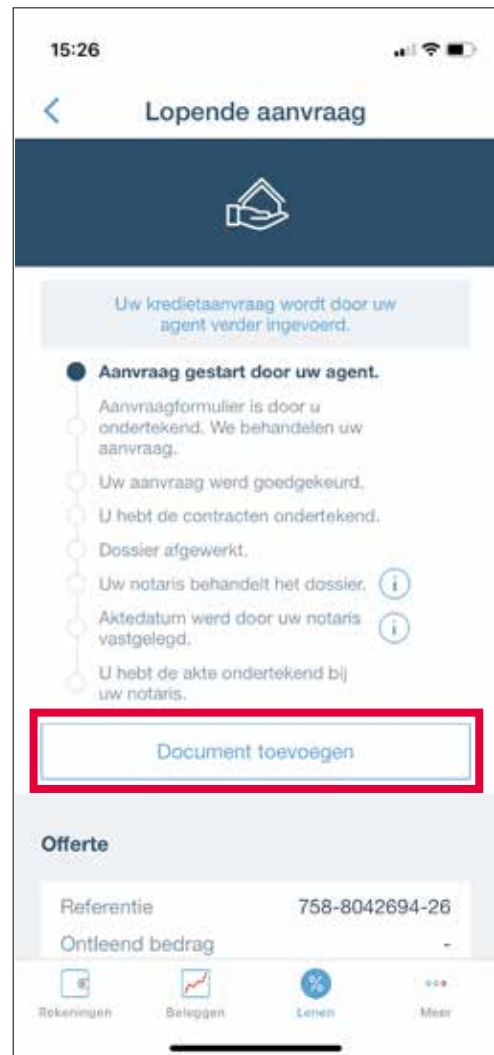 15:26
Lopende aanvraag
Uw kredietaanvraag wordt door uw
agent verder ingevoerd.
Aanvraag gestart door uw agent.
Aanvraagformulier is door u
ondertekend. We behandelen uw
aanvraag.
Uw aanvraag werd goedgekeurd.
U hebt de contracten ondertekend.
Dossier afgewerkt.
Uw notaris behandelt het dossier.
Aktedatum werd door uw notaris
vastgelegd.
U hebt de akte ondertekend bij
uw notaris.
Document toevoegen
Offerte
Referentie 758-8042694-26
Ontleend bedrag -
Rekeningen Beleggen Lenen Meer